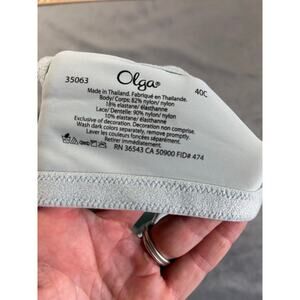 35063 Olga® 40C
Made in Thailand. Fabriqué en Thaïlande.
Body/ Corps: 82% nylon/ nylon
18% elastane/ élasthanne
Lace/ Dentelle: 90% nylon/ nylon
10% elastane/ élasthanne
Exclusive of decoration. Decoration non comprise.
Wash dark colors separately, remove promptly.
Laver les couleurs foncées séparément.
Retirer immédiatement.
RN 36543 CA 50900 FID# 474